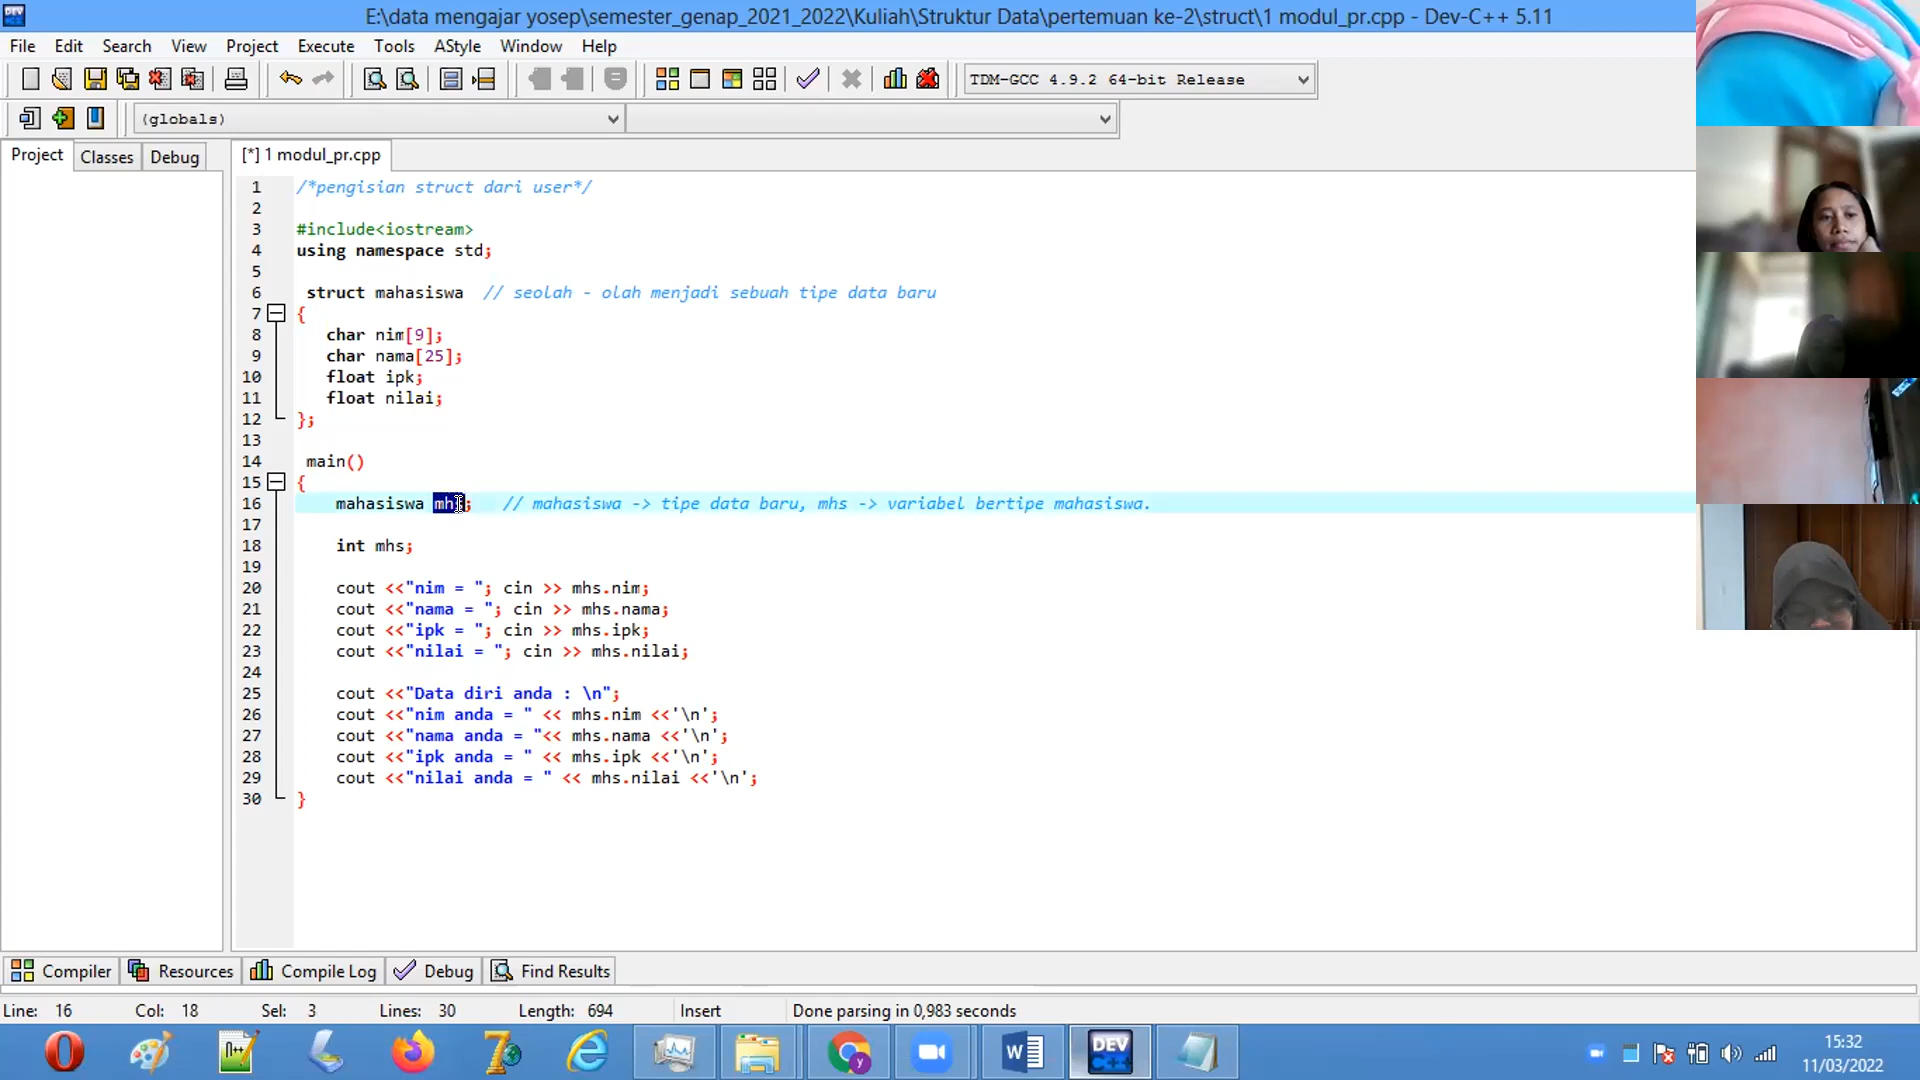 E:\data mengajar yosep\semester_genap_2021_2022\Kuliah\Struktur Data\pertemuan ke-2\struct\1 modul_pr.cpp - Dev-C++ 5.11
File Edit Search View Project Execute Tools AStyle Window Help
TDM-GCC 4.9.2 64-bit Release
(globals)
Project Classes Debug
[*] 1 modul_pr.cpp
1 /*pengisian struct dari user*/
2
3 #include<iostream>
4 using namespace std;
5
6 struct mahasiswa // seolah - olah menjadi sebuah tipe data baru
7 {
8 char nim[9];
9 char nama[25];
10 float ipk;
11 float nilai;
12 };
13
14 main()
15 {
16 mahasiswa mhs; // mahasiswa -> tipe data baru, mhs -> variabel bertipe mahasiswa.
17
18 int mhs;
19
20 cout <<"nim = "; cin >> mhs.nim;
21 cout <<"nama = "; cin >> mhs.nama;
22 cout <<"ipk = "; cin >> mhs.ipk;
23 cout <<"nilai = "; cin >> mhs.nilai;
24
25 cout <<"Data diri anda : \n";
26 cout <<"nim anda = " << mhs.nim <<'\n';
27 cout <<"nama anda = "<< mhs.nama <<'\n';
28 cout <<"ipk anda = " << mhs.ipk <<'\n';
29 cout <<"nilai anda = " << mhs.nilai <<'\n';
30 }
Compiler Resources Compile Log Debug Find Results
Line: 16 Col: 18 Sel: 3 Lines: 30 Length: 694 Insert Done parsing in 0,983 seconds
15:32
11/03/2022